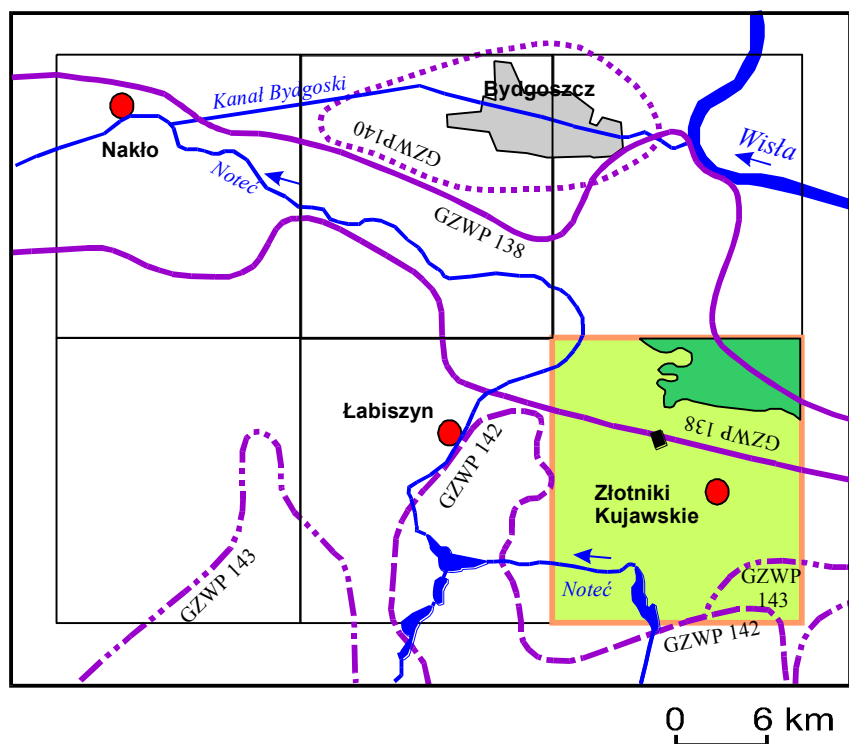 Bydgoszcz
Kanał Bydgoski
Nakło
GZWP140
Wisła
Noteć
GZWP 138
Łabiszyn
GZWP 138
GZWP 142
Złotniki
Kujawskie
GZWP 143
Noteć
GZWP
143
GZWP 142
0 6 km